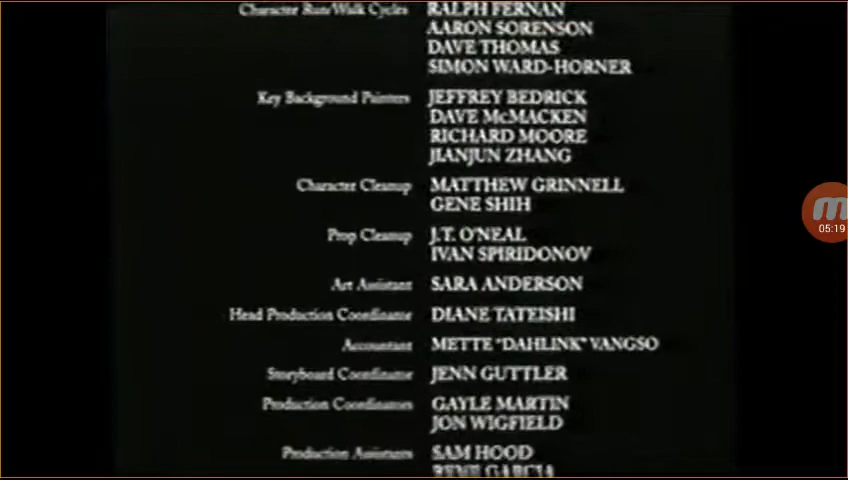 Character Run/Walk Cycles RALPH FERNAN
AARON SORENSON
DAVE THOMAS
SIMON WARD-HORNER
Key Background Painters JEFFREY BEDRICK
DAVE McMACKEN
RICHARD MOORE
JIANJUN ZHANG
Character Cleanup MATTHEW GRINNELL
GENE SHIH
Prop Cleanup J.T. O'NEAL
IVAN SPIRIDONOV
Art Assistant SARA ANDERSON
Head Production Coordinator DIANE TATEISHI
Accountant METTE "DAHLINK" VANGSO
Storyboard Coordinator JENN GUTTLER
Production Coordinators GAYLE MARTIN
JON WIGFIELD
Production Assistants SAM HOOD
RENE GARCIA
05:19